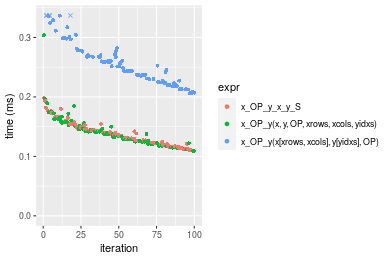 0.3
0.2
0.1
0.0
time (ms)
0
25
50
75
100
iteration
expr
x_OP_y_x_y_S
x_OP_y(x, y, OP, xrows, xcols, yidxs)
x_OP_y(x[xrows, xcols], y[yidxs], OP)